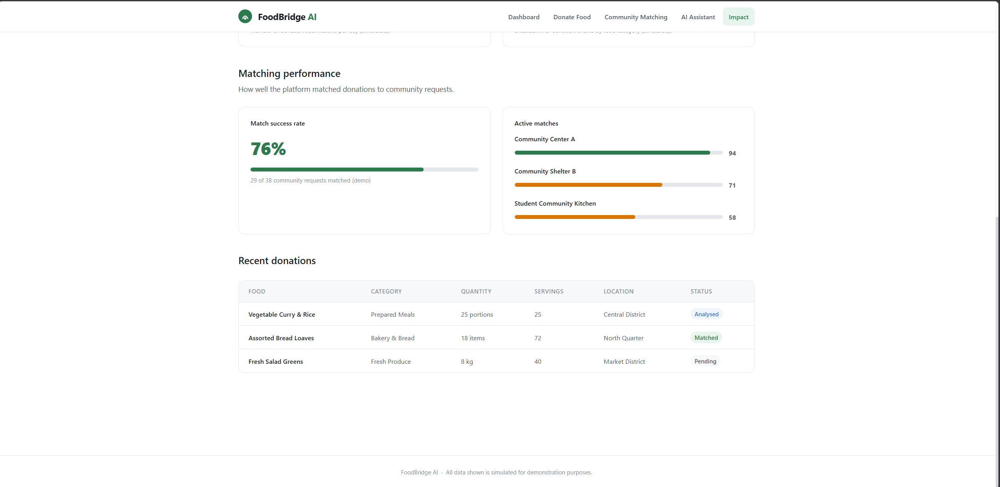 FoodBridge AI
Dashboard
Donate Food
Community Matching
AI Assistant
Impact
Matching performance
How well the platform matched donations to community requests.
Match success rate
76%
29 of 38 community requests matched (demo)
Active matches
Community Center A
94
Community Shelter B
71
Student Community Kitchen
58
Recent donations
FOOD CATEGORY QUANTITY SERVINGS LOCATION STATUS
Vegetable Curry & Rice Prepared Meals 25 portions 25 Central District Analysed
Assorted Bread Loaves Bakery & Bread 18 items 72 North Quarter Matched
Fresh Salad Greens Fresh Produce 8 kg 40 Market District Pending
FoodBridge AI · All data shown is simulated for demonstration purposes.